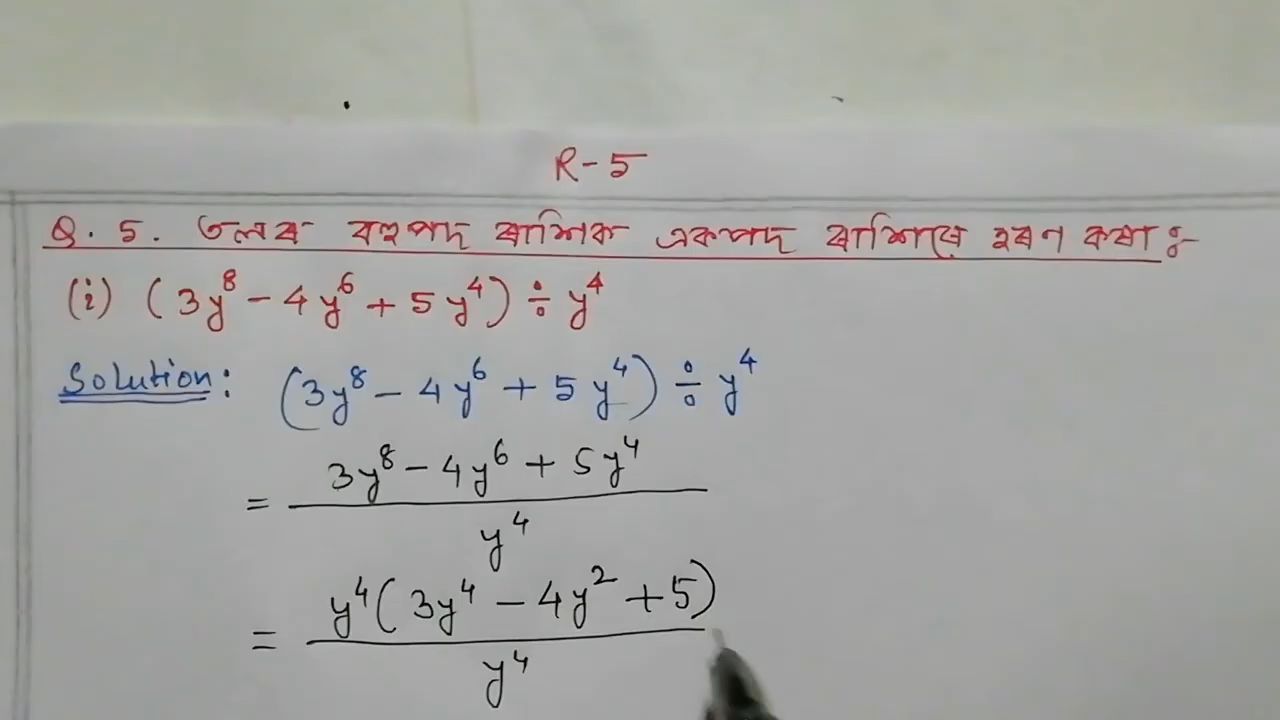 R-5
Q. 5. তলৰ বহুপদ ৰাশিক একপদ ৰাশিৰে হৰণ কৰা :-
(i) (3y⁸ - 4y⁶ + 5y⁴) ÷ y⁴
Solution: (3y⁸ - 4y⁶ + 5y⁴) ÷ y⁴
= 3y⁸ - 4y⁶ + 5y⁴ / y⁴
= y⁴(3y⁴ - 4y² + 5) / y⁴